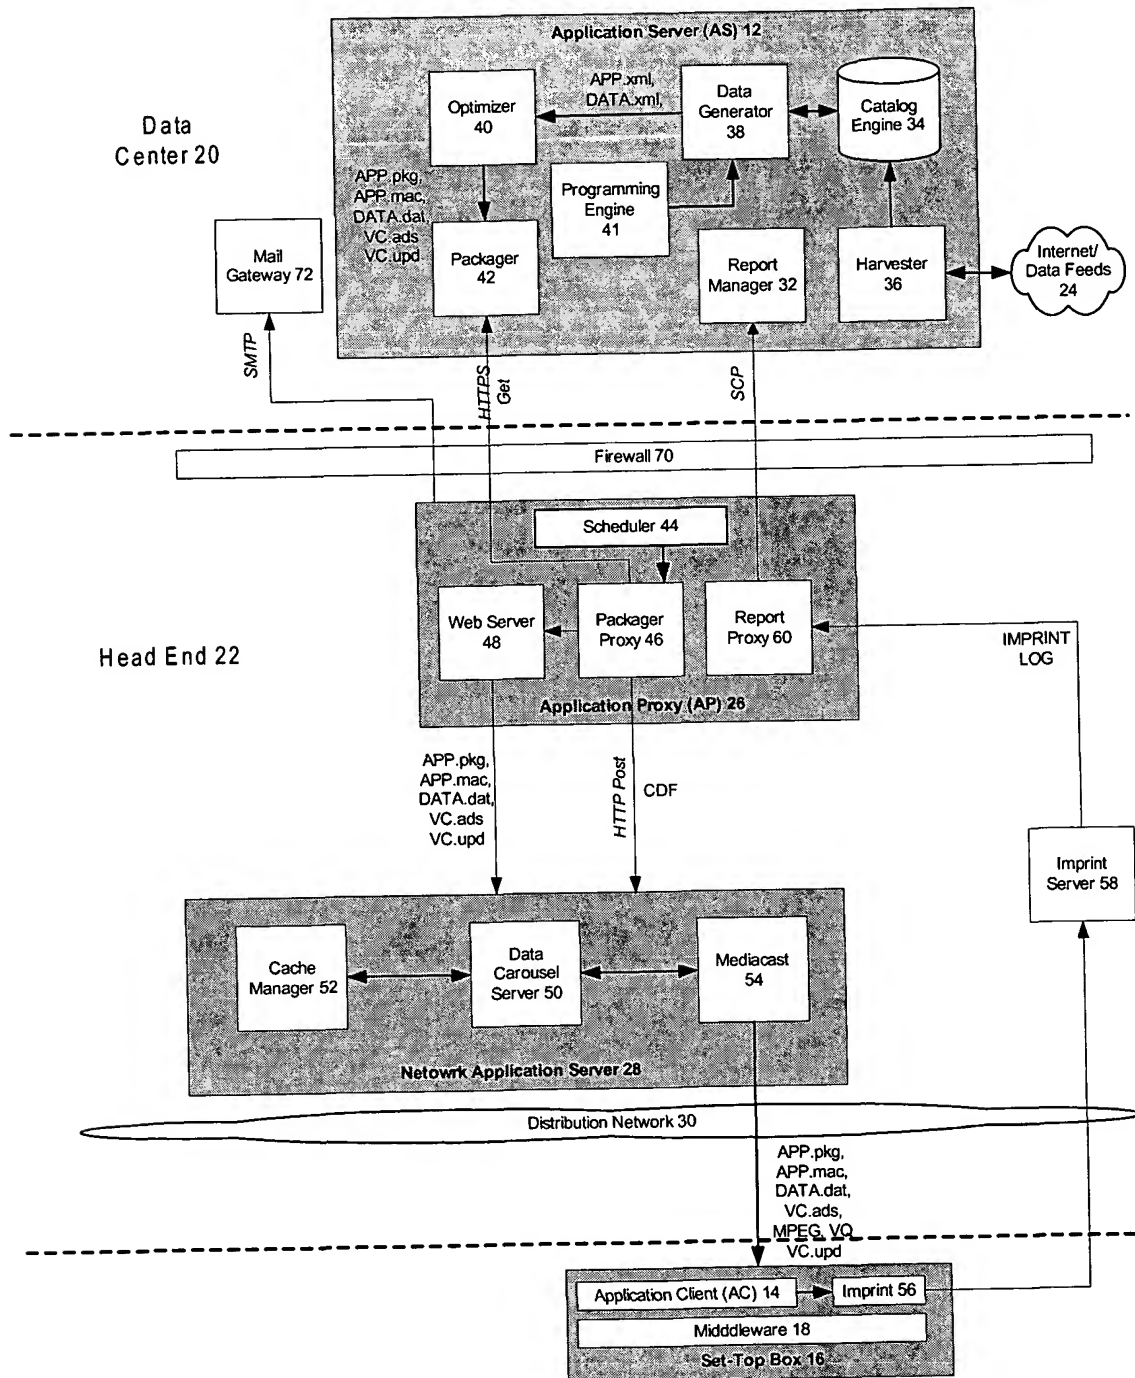 Application Server (AS) 12
Data
Center 20
Optimizer
40
APP.xml,
DATA.xml,
Data
Generator
38
Catalog
Engine 34
APP.pkg,
APP.mac,
DATA.dat,
VC.ads
VC.upd
Programming
Engine
41
Mail
Gateway 72
Packager
42
Report
Manager 32
Harvester
36
Internet/
Data Feeds
24
SMTP
HTTPS
Get
SCP
Firewall 70
Scheduler 44
Web Server
48
Packager
Proxy 46
Report
Proxy 60
Head End 22
IMPRINT
LOG
Application Proxy (AP) 26
APP.pkg,
APP.mac,
DATA.dat,
VC.ads
VC.upd
HTTP Post
CDF
Imprint
Server 58
Cache
Manager 52
Data
Carousel
Server 50
Mediacast
54
Netowrk Application Server 28
Distribution Network 30
APP.pkg,
APP.mac,
DATA.dat,
VC.ads,
MPEG, VQ
VC.upd
Application Client (AC) 14
Imprint 56
Midddleware 18
Set-Top Box 16